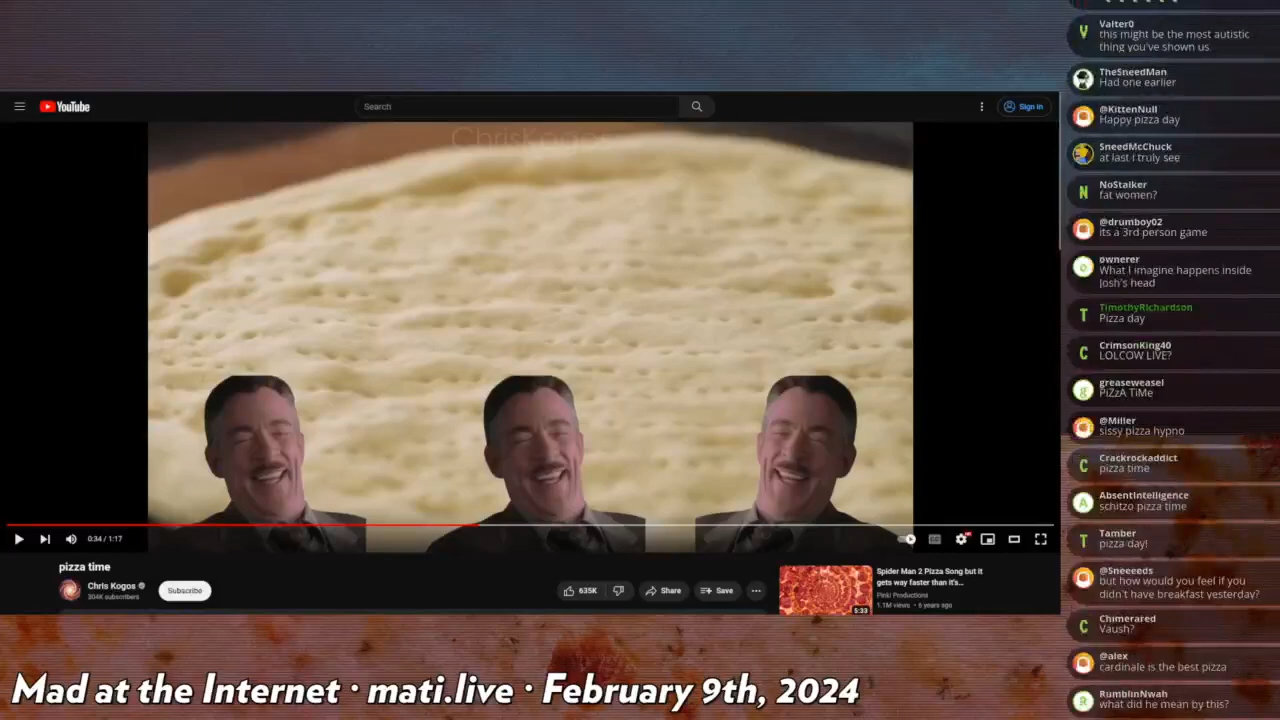 YouTube
Search
Sign in
ChrisKogos
0:34 / 1:17
pizza time
Chris Kogos
304K subscribers
Subscribe
635K
Share
Save
Spider Man 2 Pizza Song but it
gets way faster than it's...
Pinki Productions
1.1M views • 6 years ago
5:33
Mad at the Internet · mati.live · February 9th, 2024
Valter0
this might be the most autistic
thing you've shown us
TheSneedMan
Had one earlier
@KittenNull
Happy pizza day
SneedMcChuck
at last I truly see
N
NoStalker
fat women?
@drumboy02
its a 3rd person game
o
ownerer
What I imagine happens inside
Josh's head
T
TimothyRichardson
Pizza day
C
CrimsonKing40
LOLCOW LIVE?
g
greaseweasel
PiZzA TiMe
@Miller
sissy pizza hypno
C
Crackrockaddict
pizza time
A
AbsentIntelligence
schitzo pizza time
T
Tamber
pizza day!
@Sneeeeds
but how would you feel if you
didn't have breakfast yesterday?
C
Chimerared
Vaush?
@alex
cardinale is the best pizza
R
RumblinNwah
what did he mean by this?